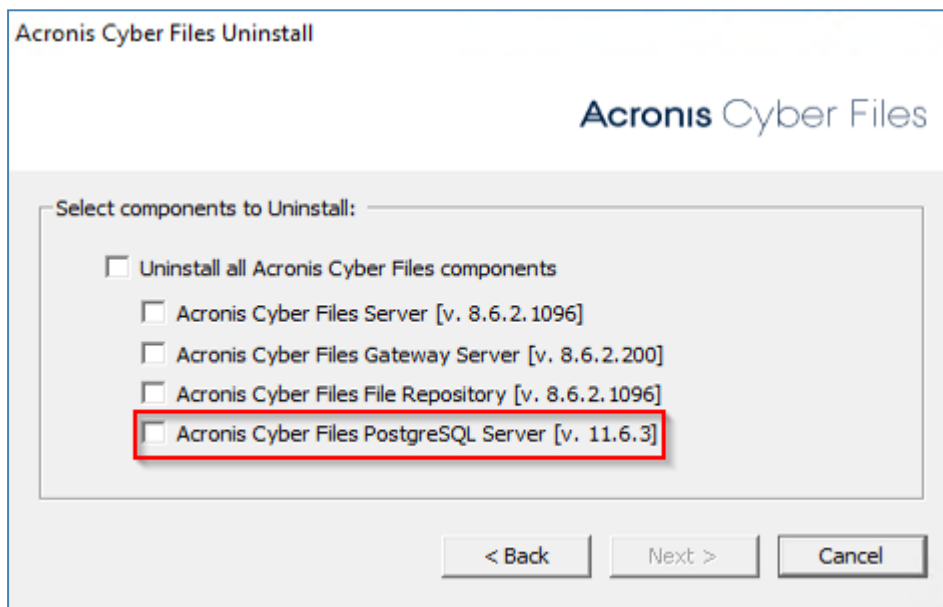 Acronis Cyber Files Uninstall
Acronis Cyber Files
Select components to Uninstall:
Uninstall all Acronis Cyber Files components
Acronis Cyber Files Server [v. 8.6.2.1096]
Acronis Cyber Files Gateway Server [v. 8.6.2.200]
Acronis Cyber Files File Repository [v. 8.6.2.1096]
Acronis Cyber Files PostgreSQL Server [v. 11.6.3]
< Back Next > Cancel